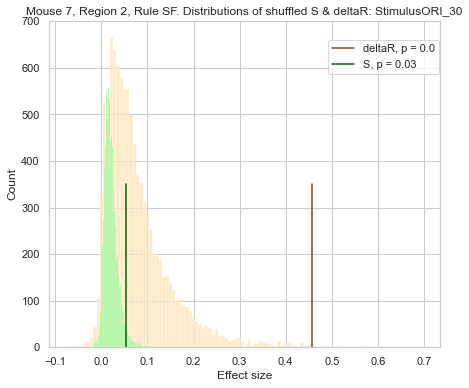 Mouse 7, Region 2, Rule SF. Distributions of shuffled S & deltaR: StimulusORI_30
700
600
500
400
300
200
100
0
Count
deltaR, p = 0.0
S, p = 0.03
−0.1 0.0 0.1 0.2 0.3 0.4 0.5 0.6 0.7
Effect size